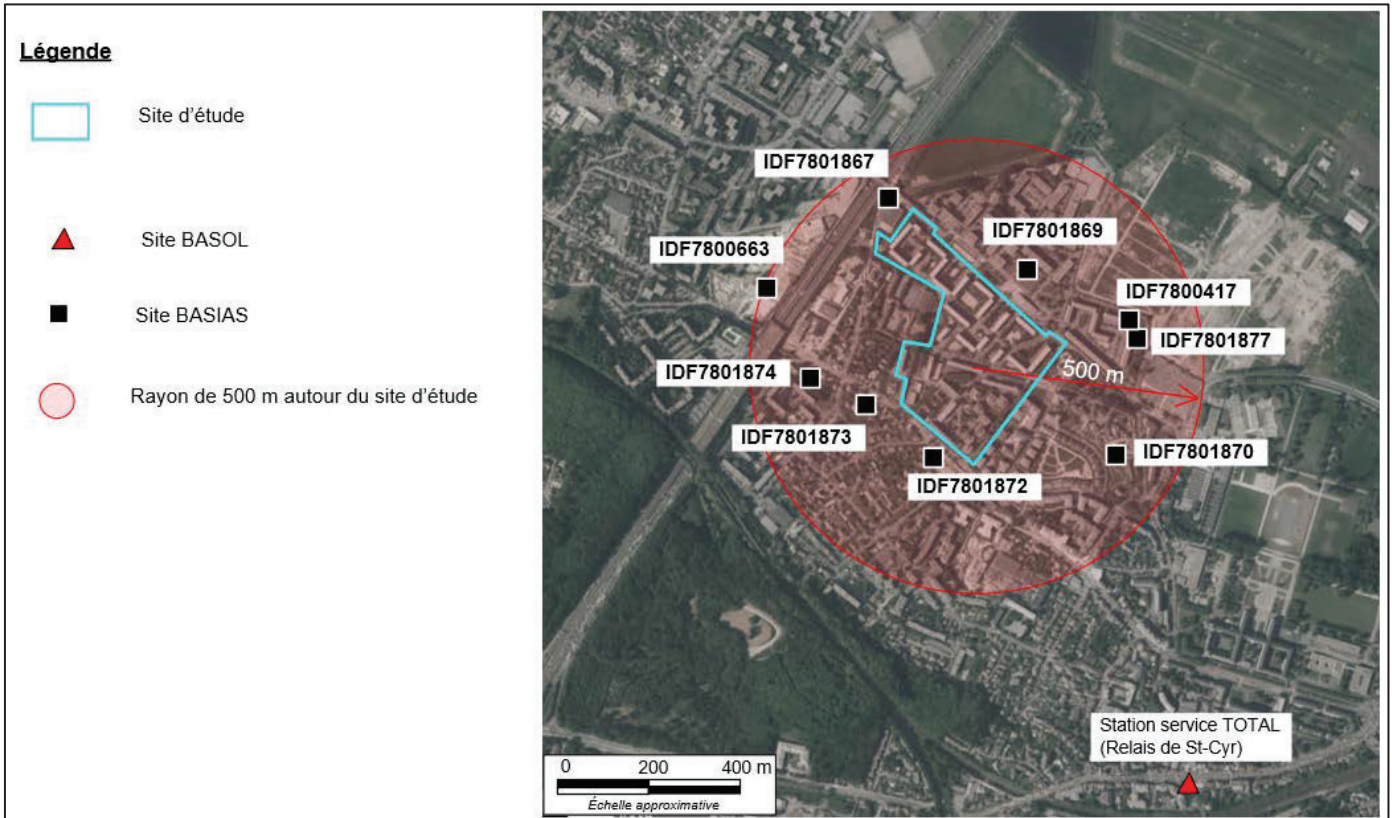 Légende
Site d'étude
Site BASOL
Site BASIAS
Rayon de 500 m autour du site d'étude
IDF7801867
IDF7801869
IDF7800663
IDF7800417
IDF7801877
500 m
IDF7801874
IDF7801873
IDF7801870
IDF7801872
Station service TOTAL
(Relais de St-Cyr)
0 200 400 m
Échelle approximative